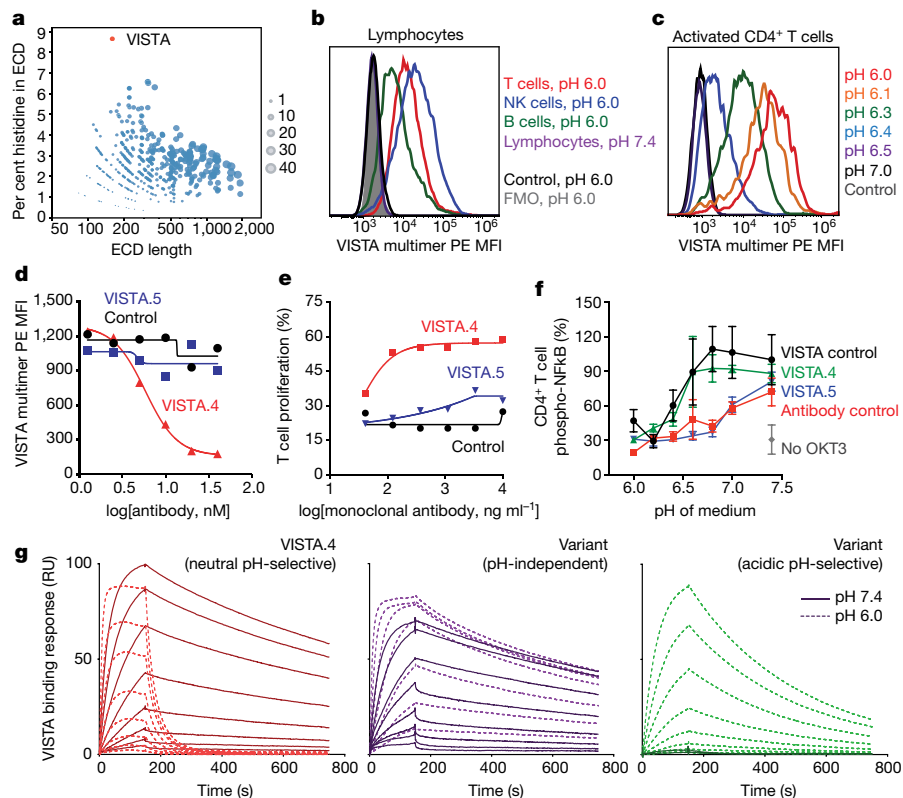 a
Per cent histidine in ECD
9
8
7
6
5
4
3
2
1
0
VISTA
50 100 200 500 1,000 2,000
ECD length
1
10
20
30
40
b
Lymphocytes
T cells, pH 6.0
NK cells, pH 6.0
B cells, pH 6.0
Lymphocytes, pH 7.4
Control, pH 6.0
FMO, pH 6.0
10³ 10⁴ 10⁵ 10⁶
VISTA multimer PE MFI
c
Activated CD4⁺ T cells
pH 6.0
pH 6.1
pH 6.3
pH 6.4
pH 6.5
pH 7.0
Control
10³ 10⁴ 10⁵ 10⁶
VISTA multimer PE MFI
d
VISTA multimer PE MFI
1,500
1,200
900
600
300
0
VISTA.5
Control
VISTA.4
0.0 0.5 1.0 1.5 2.0
log[antibody, nM]
e
T cell proliferation (%)
75
60
45
30
15
0
VISTA.4
VISTA.5
Control
1 2 3 4
log[monoclonal antibody, ng ml⁻¹]
f
CD4⁺ T cell
phospho-NFkB (%)
150
120
90
60
30
0
VISTA control
VISTA.4
VISTA.5
Antibody control
No OKT3
6.0 6.5 7.0 7.5
pH of medium
g
VISTA binding response (RU)
100
50
0
VISTA.4
(neutral pH-selective)
0 200 400 600 800
Time (s)
Variant
(pH-independent)
0 200 400 600 800
Time (s)
Variant
(acidic pH-selective)
pH 7.4
pH 6.0
0 200 400 600 800
Time (s)